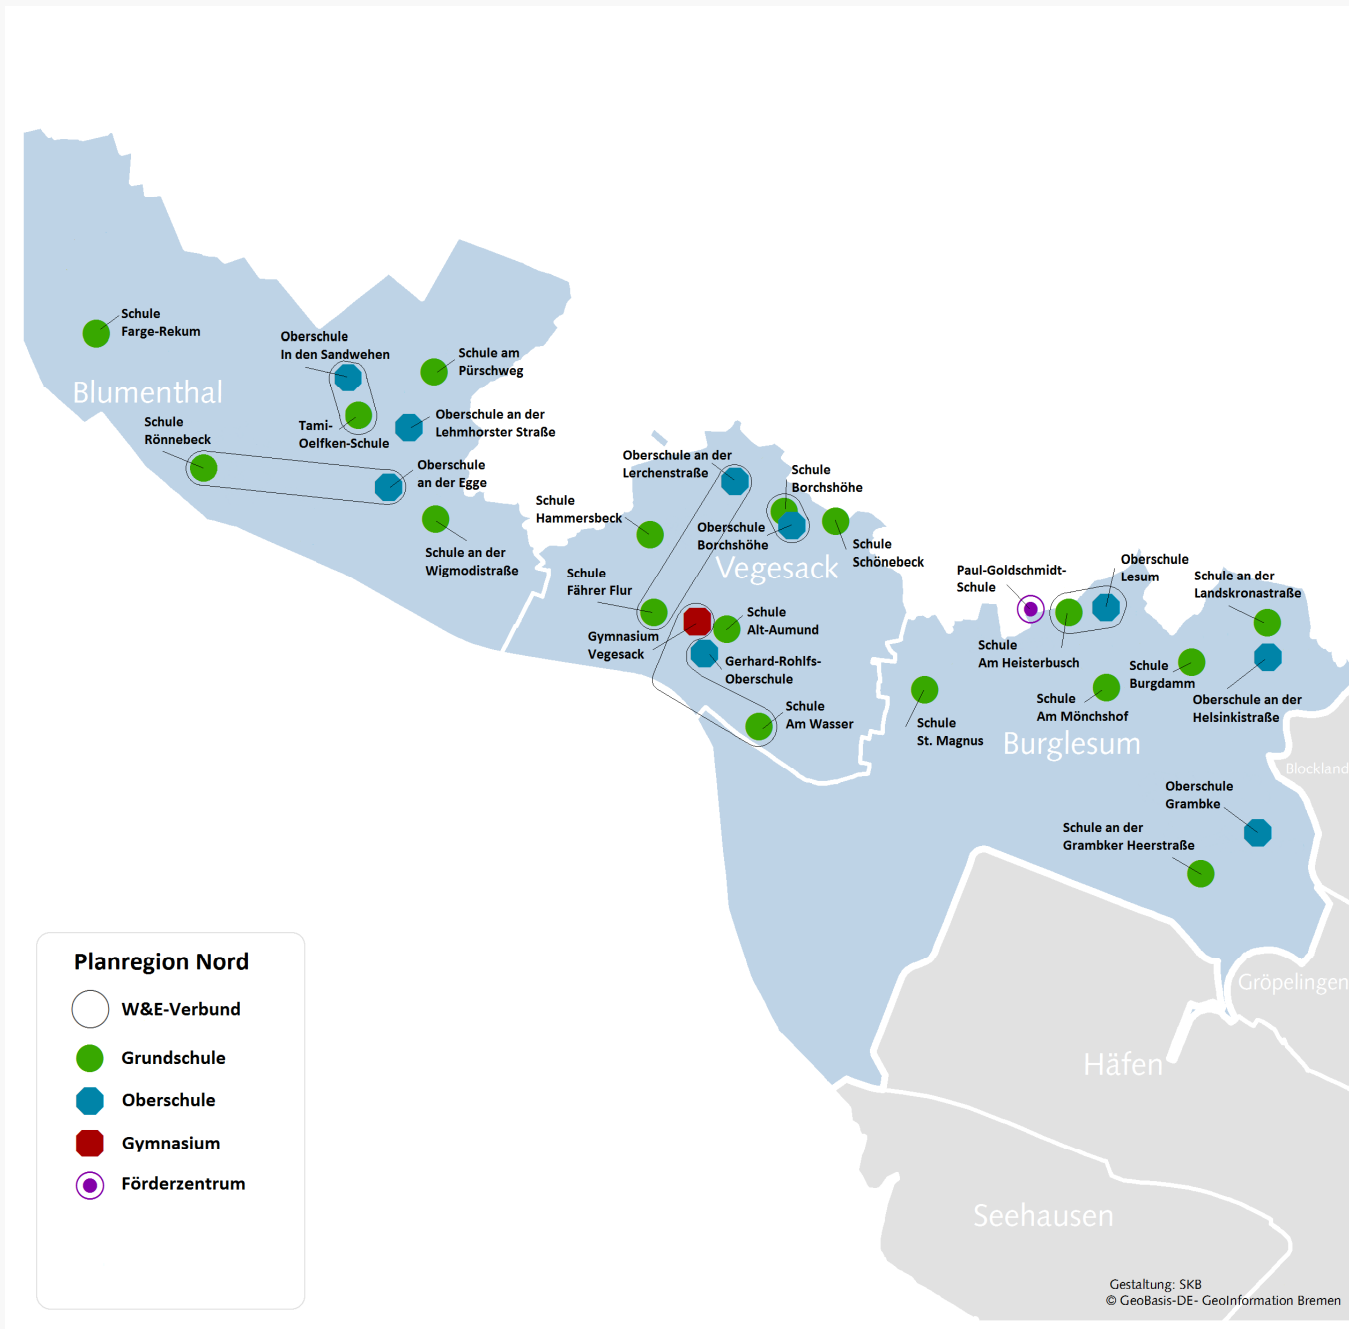 Schule
Farge-Rekum
Oberschule
In den Sandwehen
Schule am
Pürschweg
Blumenthal
Schule
Rönnebeck
Tami-
Oelfken-Schule
Oberschule an der
Lehmhorster Straße
Oberschule
an der Egge
Schule an der
Wigmodistraße
Oberschule an der
Lerchenstraße
Schule
Borchshöhe
Schule
Hammersbeck
Oberschule
Borchshöhe
Schule
Schönebeck
Vegesack
Schule
Fährer Flur
Schule
Alt-Aumund
Gymnasium
Vegesack
Gerhard-Rohlfs-
Oberschule
Schule
Am Wasser
Paul-Goldschmidt-
Schule
Oberschule
Lesum
Schule an der
Landskronastraße
Schule
Am Heisterbusch
Schule
Burgdamm
Schule
Am Mönchshof
Oberschule an der
Helsinkistraße
Schule
St. Magnus
Burglesum
Blockland
Oberschule
Grambke
Schule an der
Grambker Heerstraße
Gröpelingen
Häfen
Seehausen
Planregion Nord
W&E-Verbund
Grundschule
Oberschule
Gymnasium
Förderzentrum
Gestaltung: SKB
© GeoBasis-DE- GeoInformation Bremen